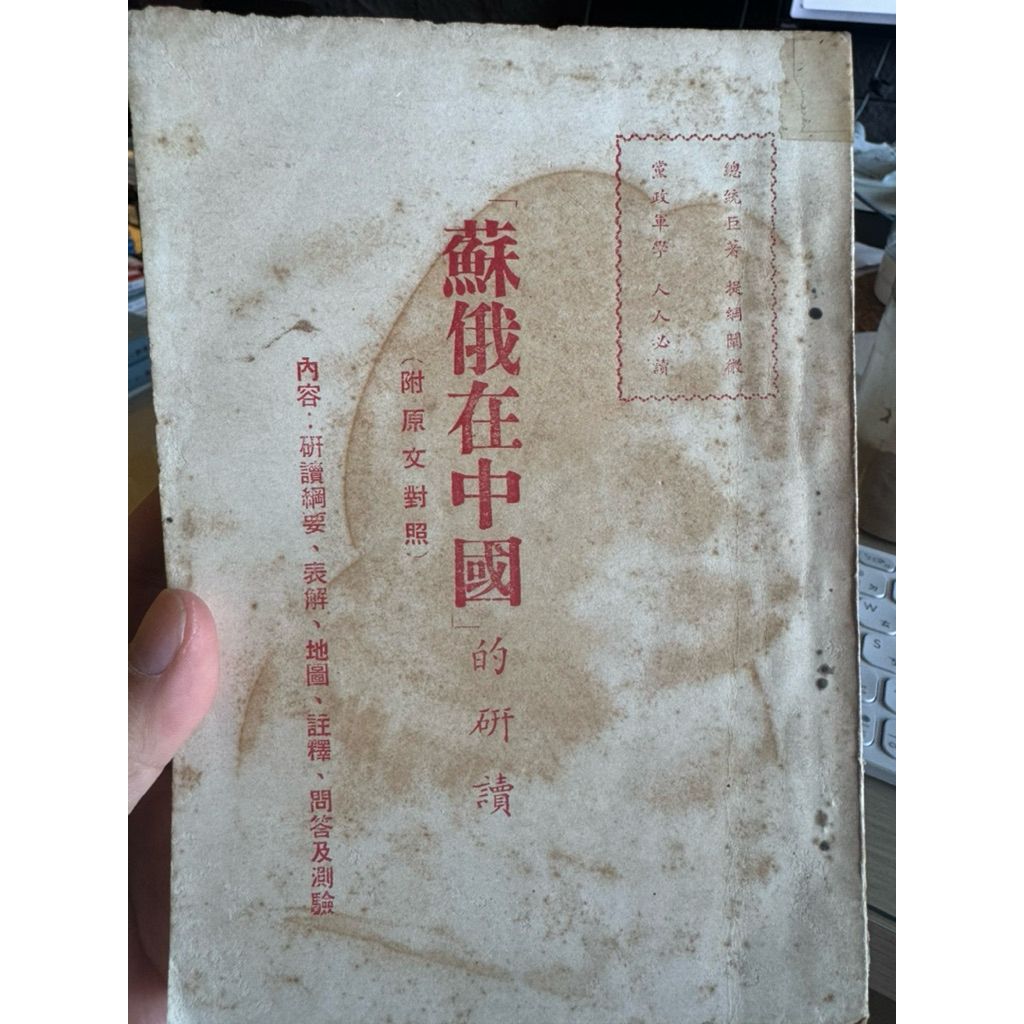 總統巨著 提綱闡微
黨政軍學 人人必讀
「蘇俄在中國」的研讀
(附原文對照)
內容：研讀綱要、表解、地圖、註釋、問答及測驗
W
S